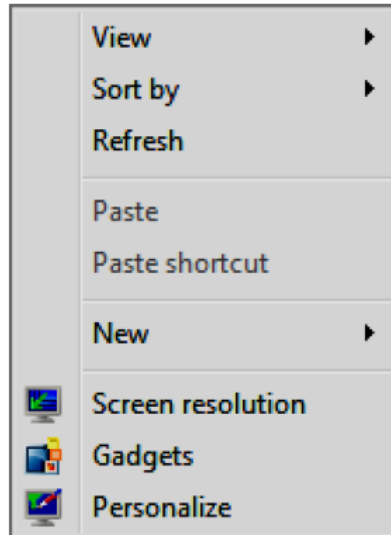 View
Sort by
Refresh
Paste
Paste shortcut
New
Screen resolution
Gadgets
Personalize